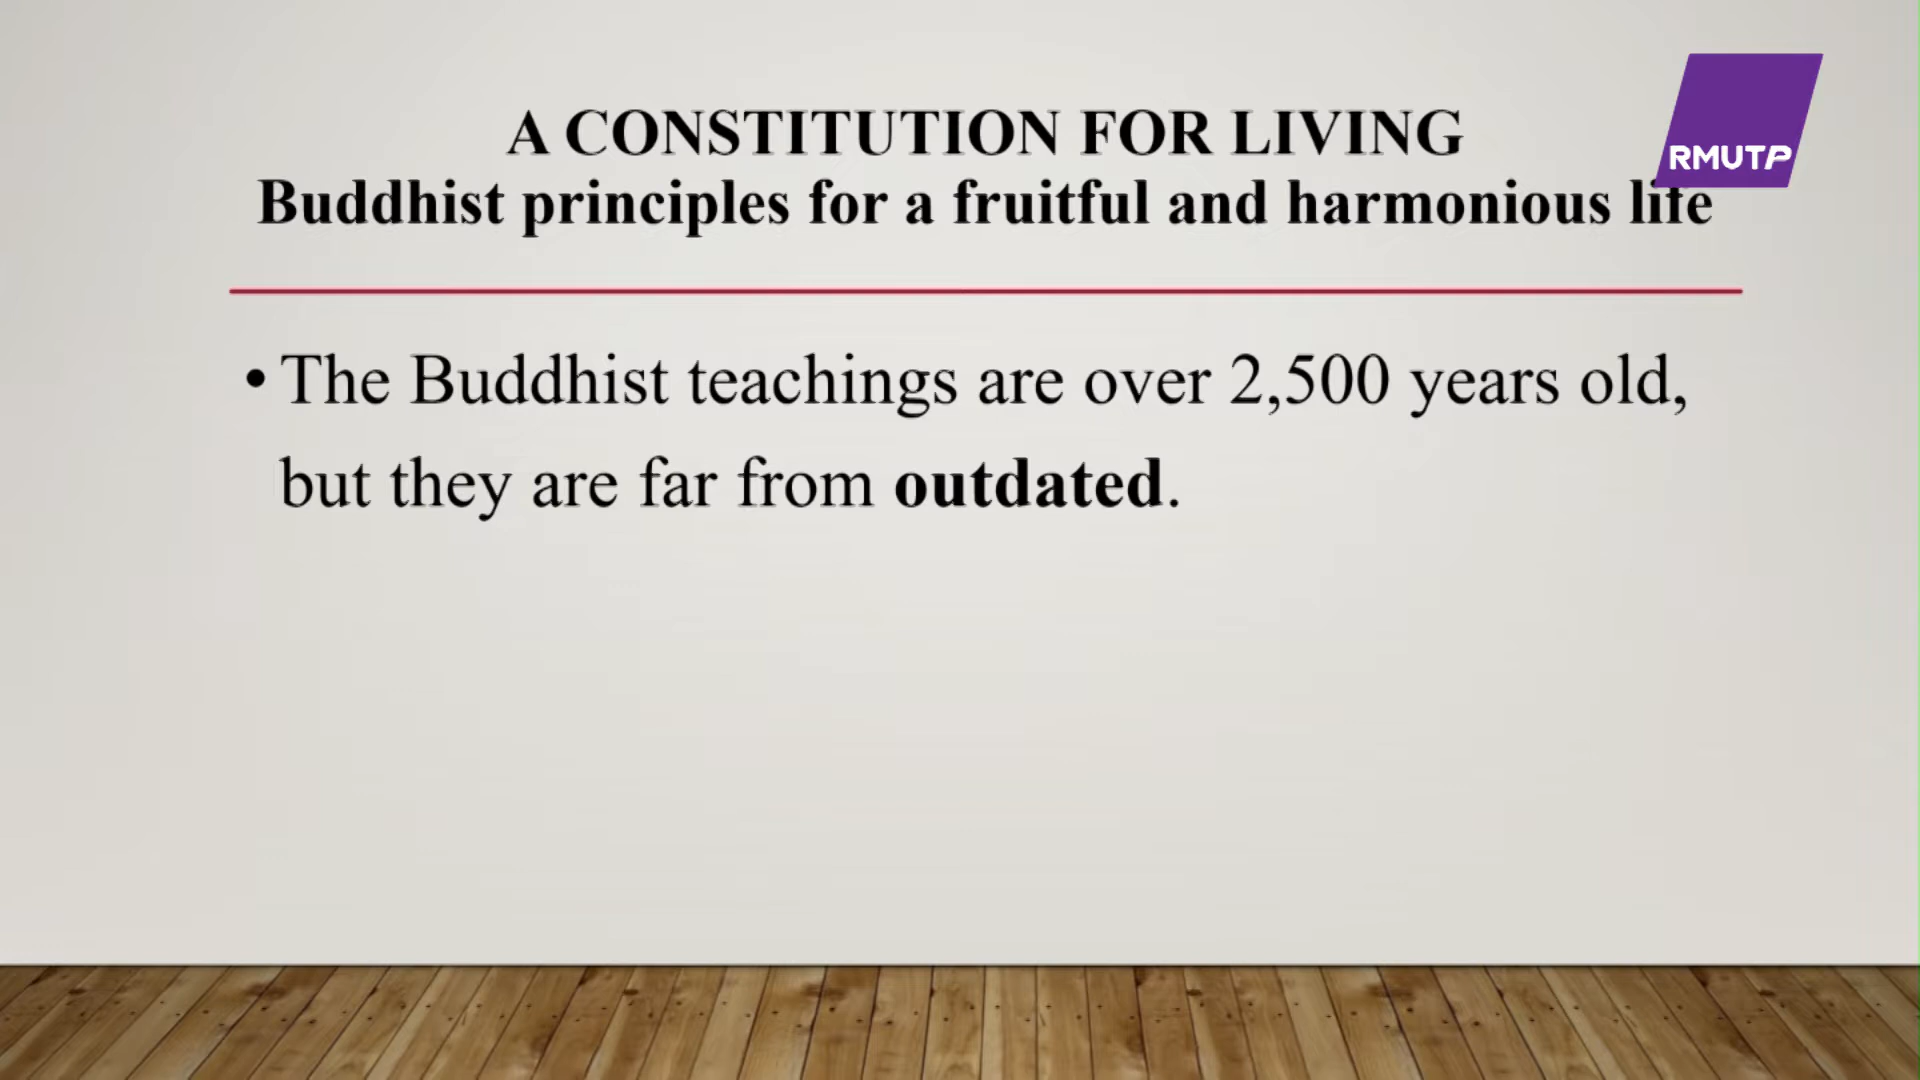 A CONSTITUTION FOR LIVING
RMUTP
Buddhist principles for a fruitful and harmonious life
• The Buddhist teachings are over 2,500 years old,
but they are far from outdated.